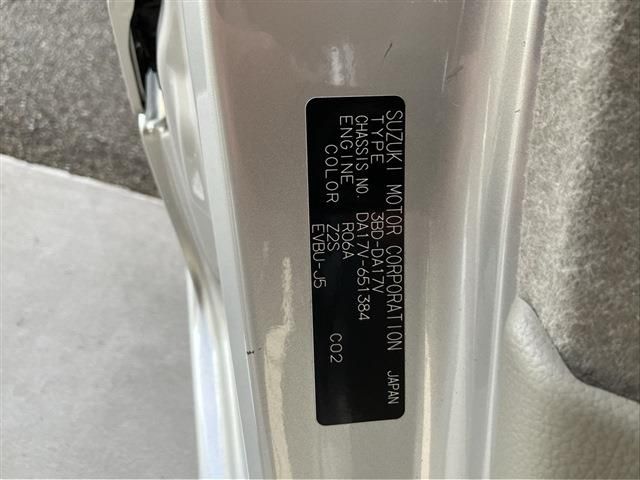 SUZUKI MOTOR CORPORATION JAPAN
TYPE 3BD-DA17V
CHASSIS NO. DA17V-651384
ENGINE R06A
COLOR Z2S C02
EVBU-J5